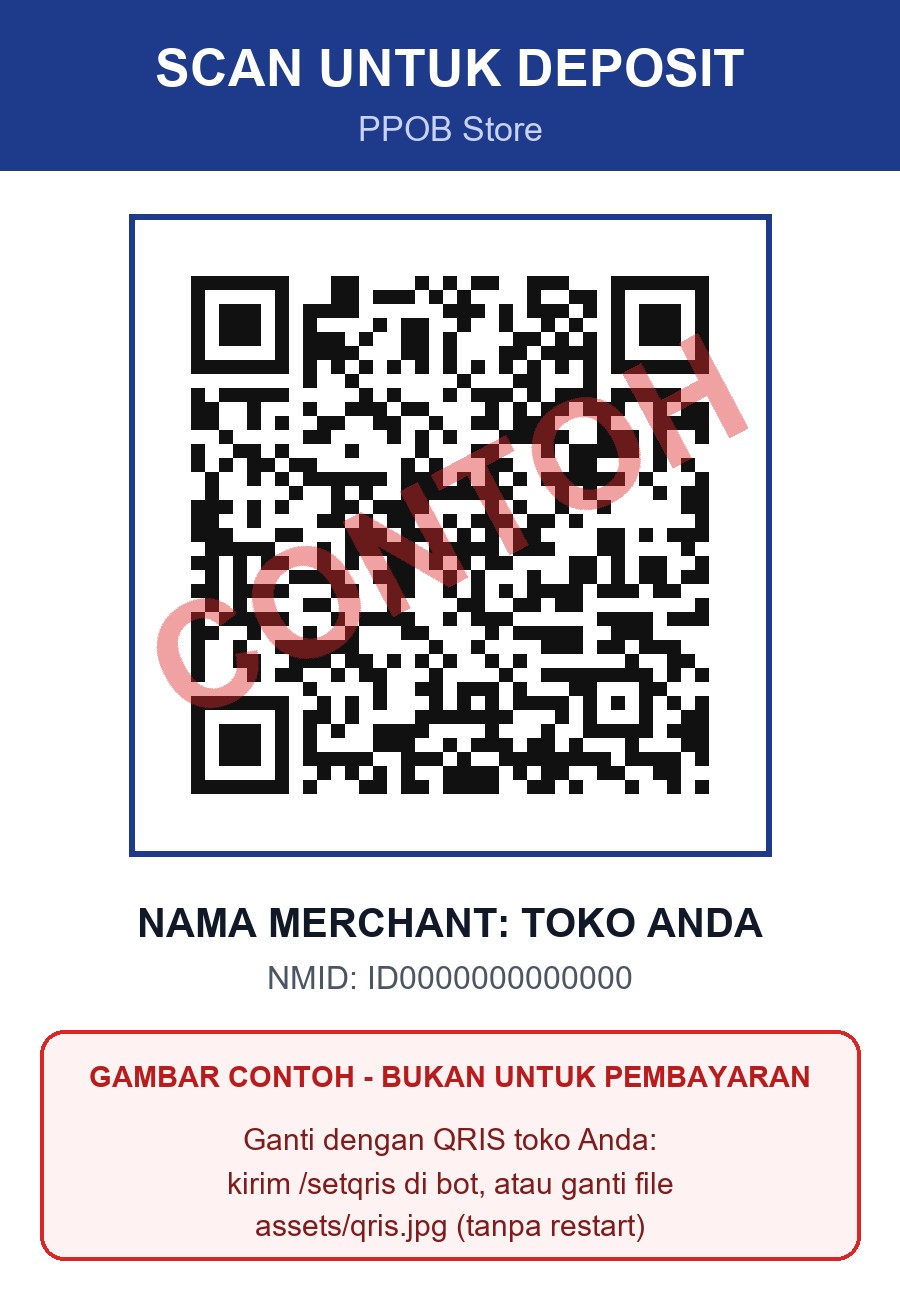 SCAN UNTUK DEPOSIT
PPOB Store
CONTOH
NAMA MERCHANT: TOKO ANDA
NMID: ID0000000000000
GAMBAR CONTOH - BUKAN UNTUK PEMBAYARAN
Ganti dengan QRIS toko Anda:
kirim /setqris di bot, atau ganti file
assets/qris.jpg (tanpa restart)